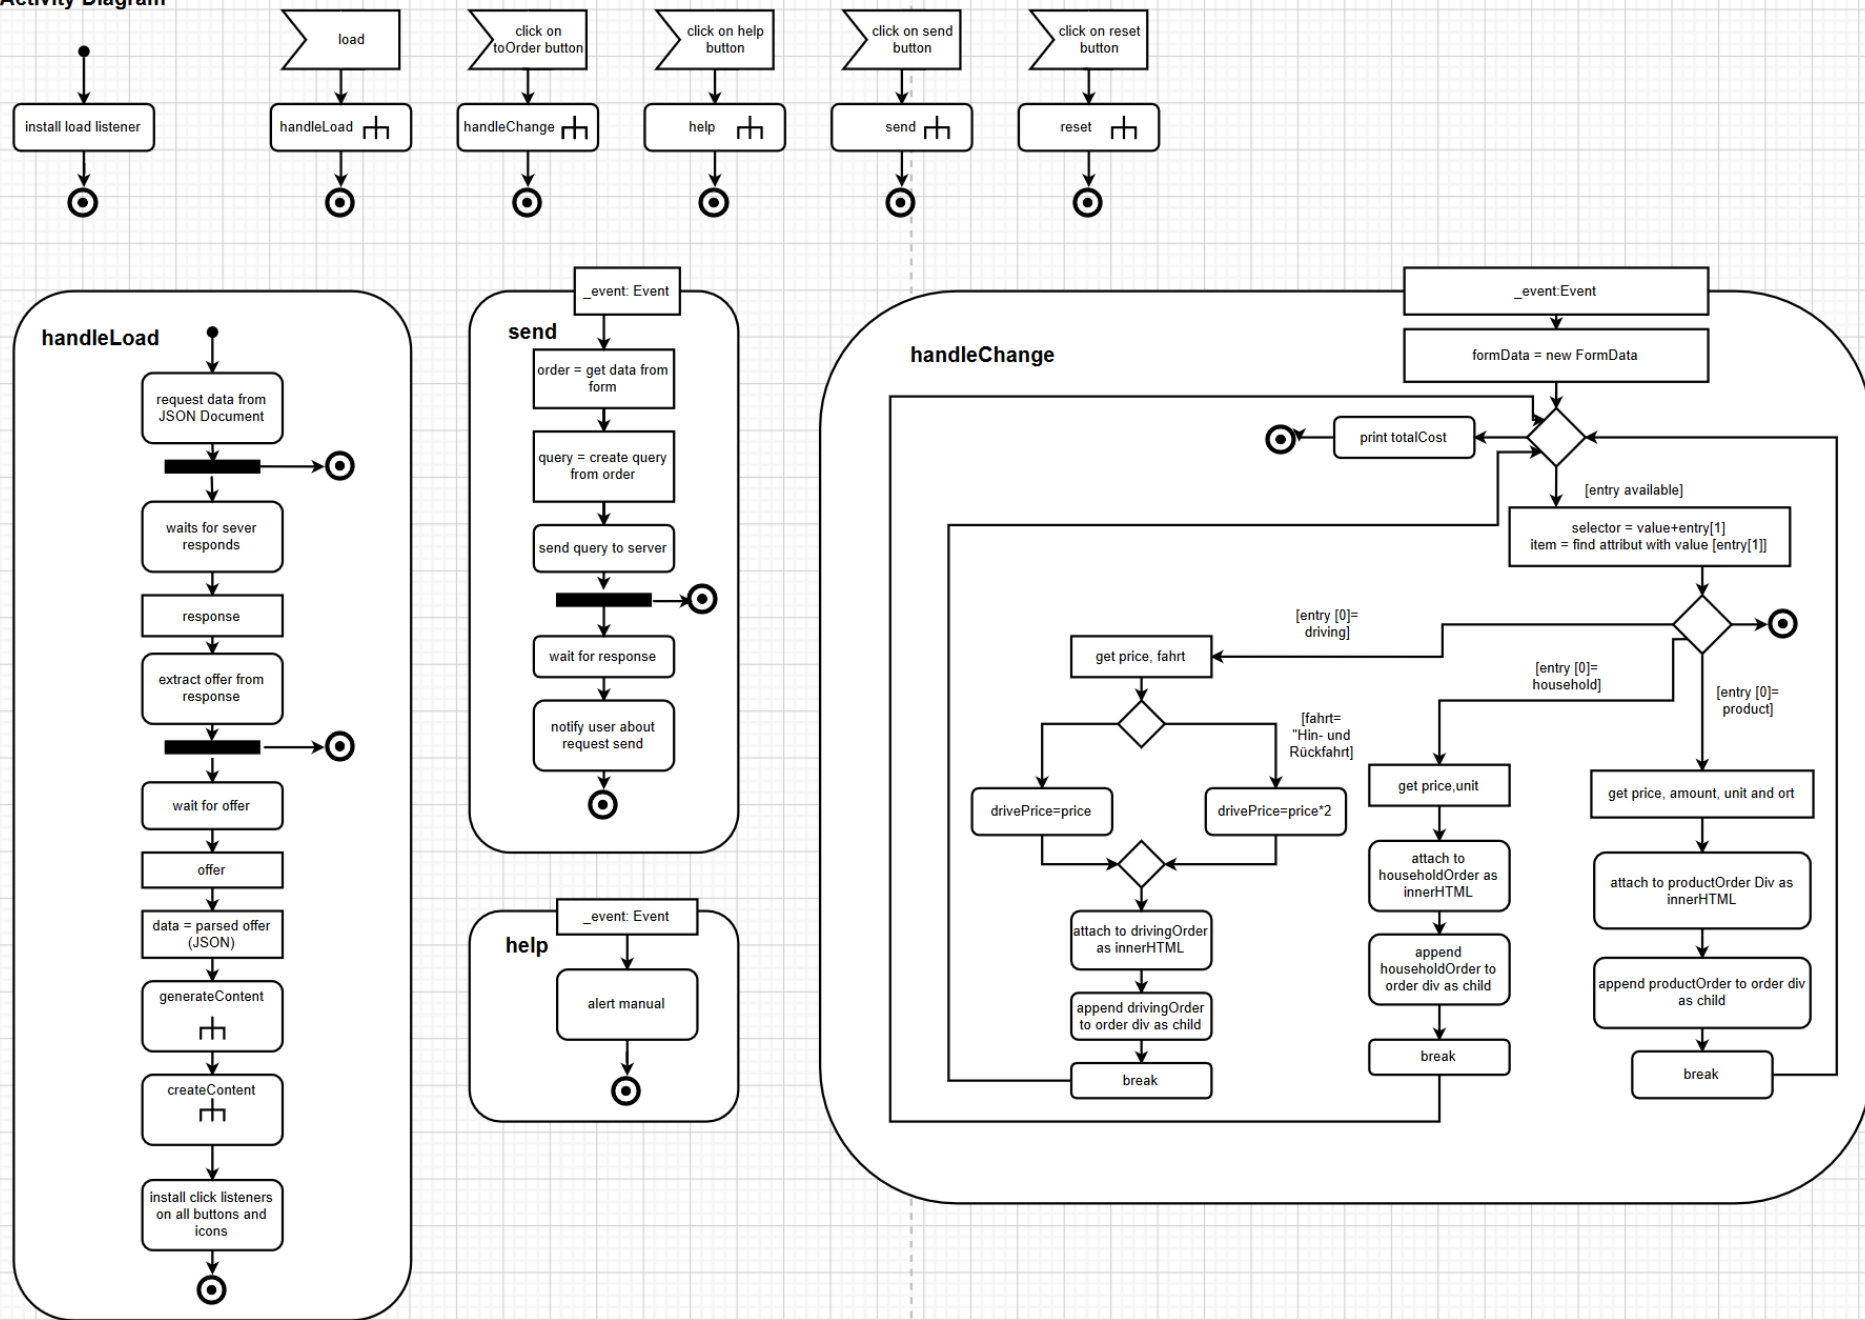 Activity Diagram
load
click on
toOrder button
click on help
button
click on send
button
click on reset
button
install load listener
handleLoad
handleChange
help
send
reset
handleLoad
request data from
JSON Document
waits for sever
responds
response
extract offer from
response
wait for offer
offer
data = parsed offer
(JSON)
generateContent
createContent
install click listeners
on all buttons and
icons
_event: Event
send
order = get data from
form
query = create query
from order
send query to server
wait for response
notify user about
request send
_event: Event
help
alert manual
_event:Event
handleChange
formData = new FormData
print totalCost
[entry available]
selector = value+entry[1]
item = find attribut with value [entry[1]]
[entry [0]=
driving]
[entry [0]=
household]
[entry [0]=
product]
get price, fahrt
[fahrt=
"Hin- und
Rückfahrt]
drivePrice=price
drivePrice=price*2
attach to drivingOrder
as innerHTML
append drivingOrder
to order div as child
break
get price,unit
attach to
householdOrder as
innerHTML
append
householdOrder to
order div as child
break
get price, amount, unit and ort
attach to productOrder Div as
innerHTML
append productOrder to order div
as child
break